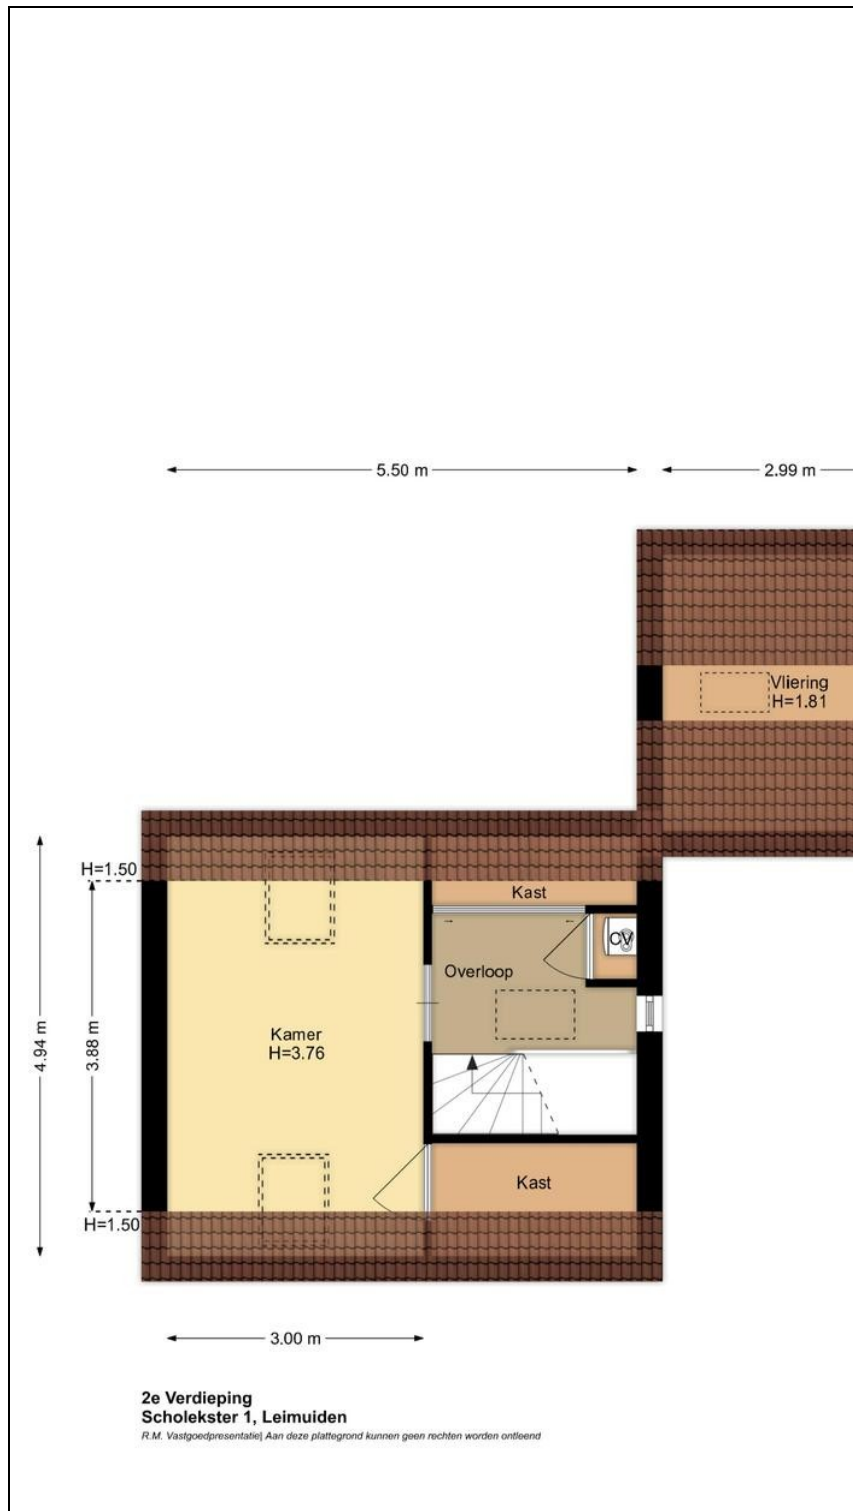 5.50 m
2.99 m
Vliering
H=1.81
H=1.50
Kast
CV
Overloop
4.94 m
3.88 m
Kamer
H=3.76
Kast
H=1.50
3.00 m
2e Verdieping
Scholekster 1, Leimuiden
R.M. Vastgoedpresentatie| Aan deze plattegrond kunnen geen rechten worden ontleend